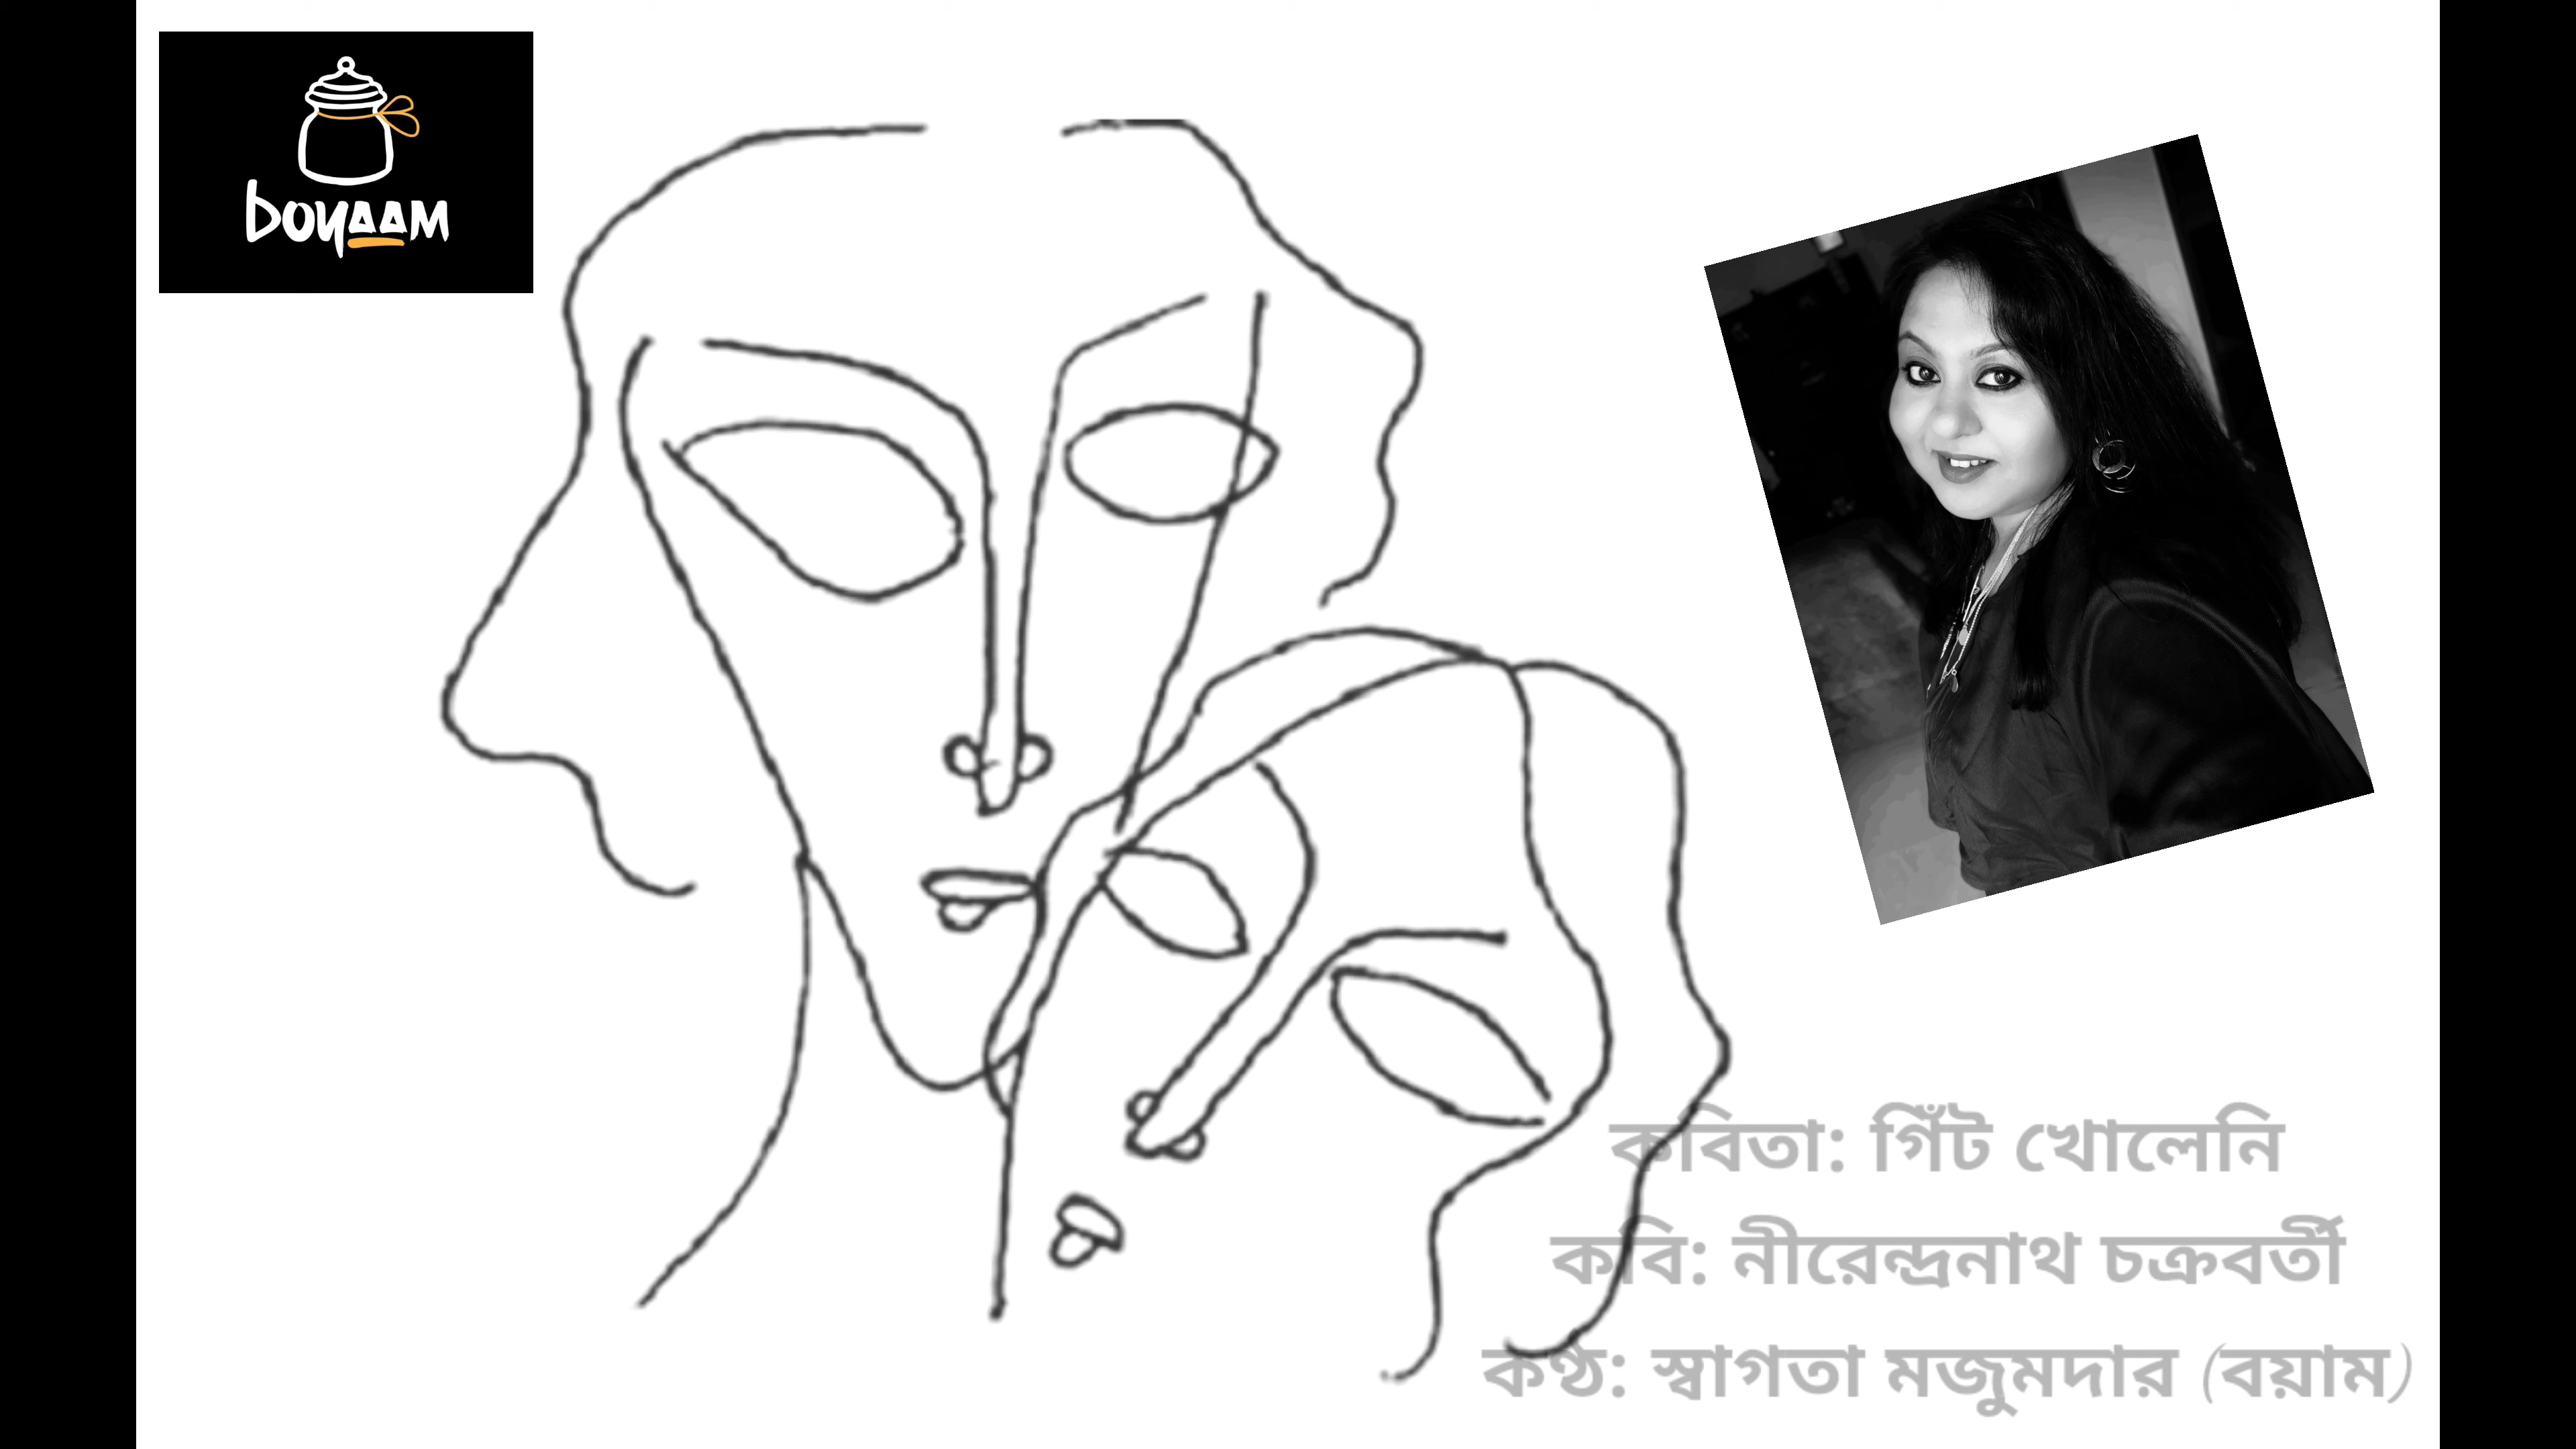 boyaam
কবিতা: গিঁট খোলেনি
কবি: নীরেন্দ্রনাথ চক্রবর্তী
কণ্ঠ: স্বাগতা মজুমদার (বয়াম)